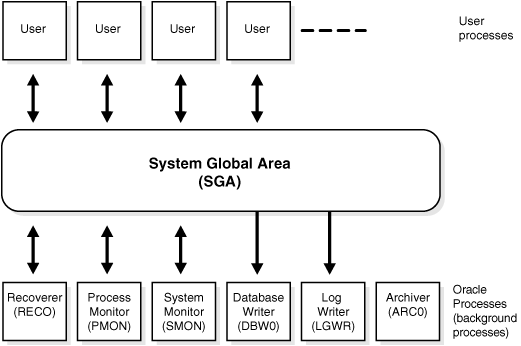 User
User
User
User
User
processes
System Global Area
(SGA)
Recoverer
(RECO)
Process
Monitor
(PMON)
System
Monitor
(SMON)
Database
Writer
(DBW0)
Log
Writer
(LGWR)
Archiver
(ARC0)
Oracle
Processes
(background
processes)